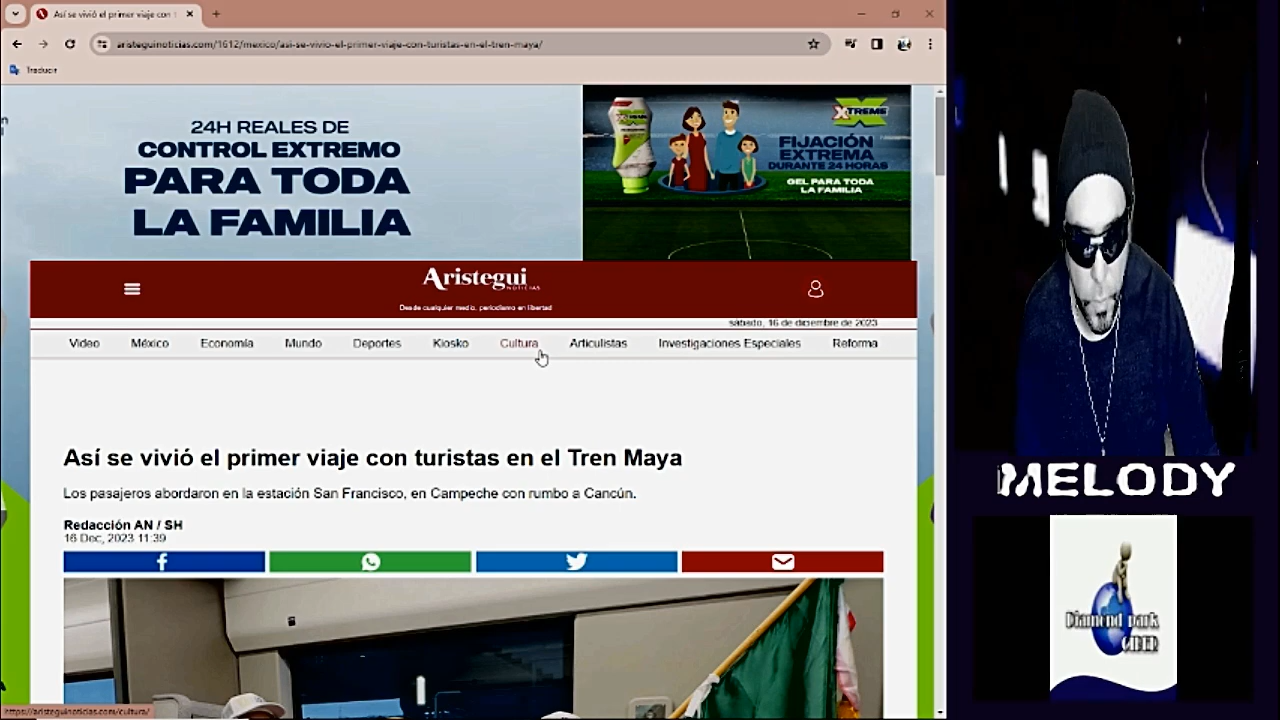 Así se vivió el primer viaje con t
aristeguinoticias.com/1612/mexico/asi-se-vivio-el-primer-viaje-con-turistas-en-el-tren-maya/
Traducir
24H REALES DE
CONTROL EXTREMO
PARA TODA
LA FAMILIA
XTREME
FIJACIÓN
EXTREMA
DURANTE 24 HORAS
GEL PARA TODA
LA FAMILIA
Aristegui
NOTICIAS
Desde cualquier medio, periodismo en libertad
sábado, 16 de diciembre de 2023
Video México Economía Mundo Deportes Kiosko Cultura Articulistas Investigaciones Especiales Reforma
Así se vivió el primer viaje con turistas en el Tren Maya
Los pasajeros abordaron en la estación San Francisco, en Campeche con rumbo a Cancún.
Redacción AN / SH
16 Dec, 2023 11:39
https://aristeguinoticias.com/cultura/
MELODY
Diamond park
CIBER